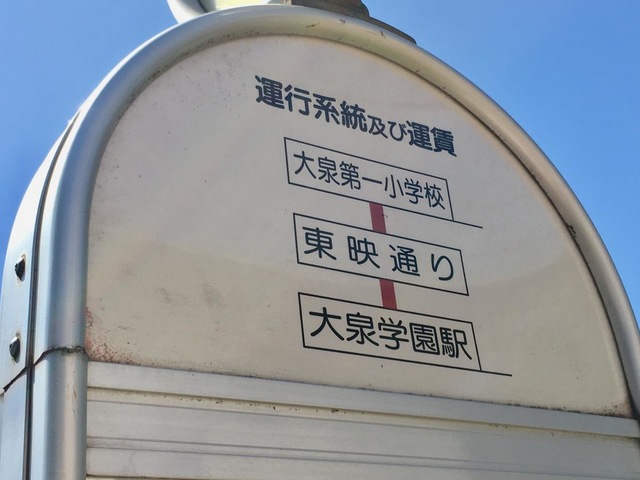 運行系統及び運賃
大泉第一小学校
東映通り
大泉学園駅